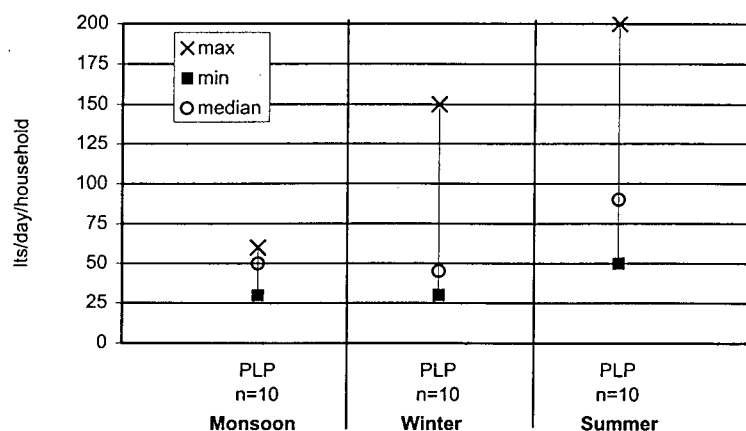 lts/day/household
200
175
150
125
100
75
50
25
0
max
min
median
PLP
n=10
Monsoon
PLP
n=10
Winter
PLP
n=10
Summer